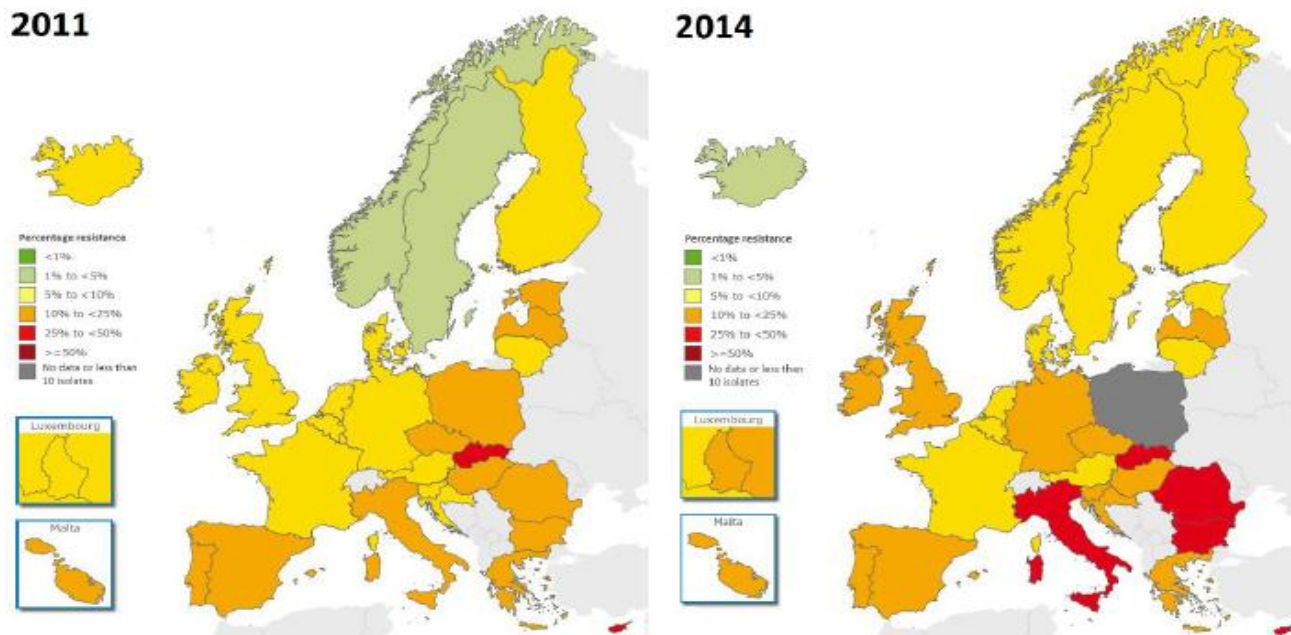 2011
Percentage resistance
<1%
1% to <5%
5% to <10%
10% to <25%
25% to <50%
>=50%
No data or less than
10 isolates
Luxembourg
Malta
2014
Percentage resistance
<1%
1% to <5%
5% to <10%
10% to <25%
25% to <50%
>=50%
No data or less than
10 isolates
Luxembourg
Malta